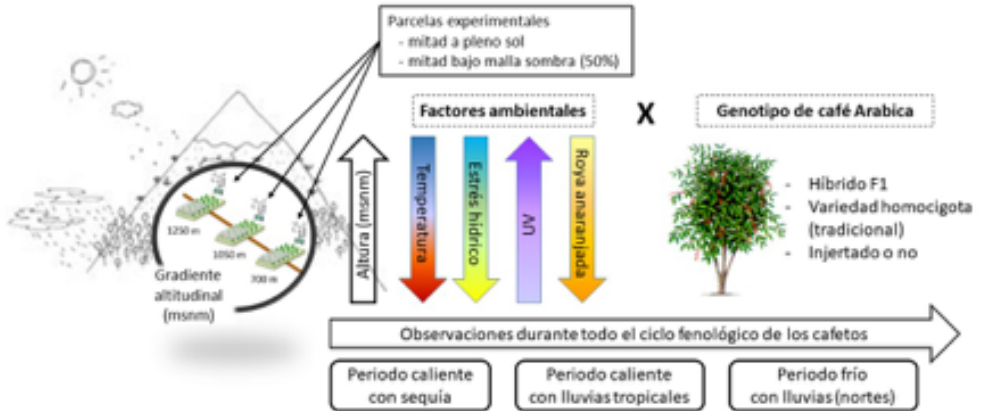 Parcelas experimentales
- mitad a pleno sol
- mitad bajo malla sombra (50%)
Factores ambientales
X
Genotipo de café Arabica
Altura (msnm)
Temperatura
Estrés hídrico
UV
Roya anaranjada
- Híbrido F1
- Variedad homocigota
(tradicional)
- Injertado o no
1250 m
1050 m
700 m
Gradiente
altitudinal
(msnm)
Observaciones durante todo el ciclo fenológico de los cafetos
Periodo caliente
con sequía
Periodo caliente
con lluvias tropicales
Periodo frío
con lluvias (nortes)